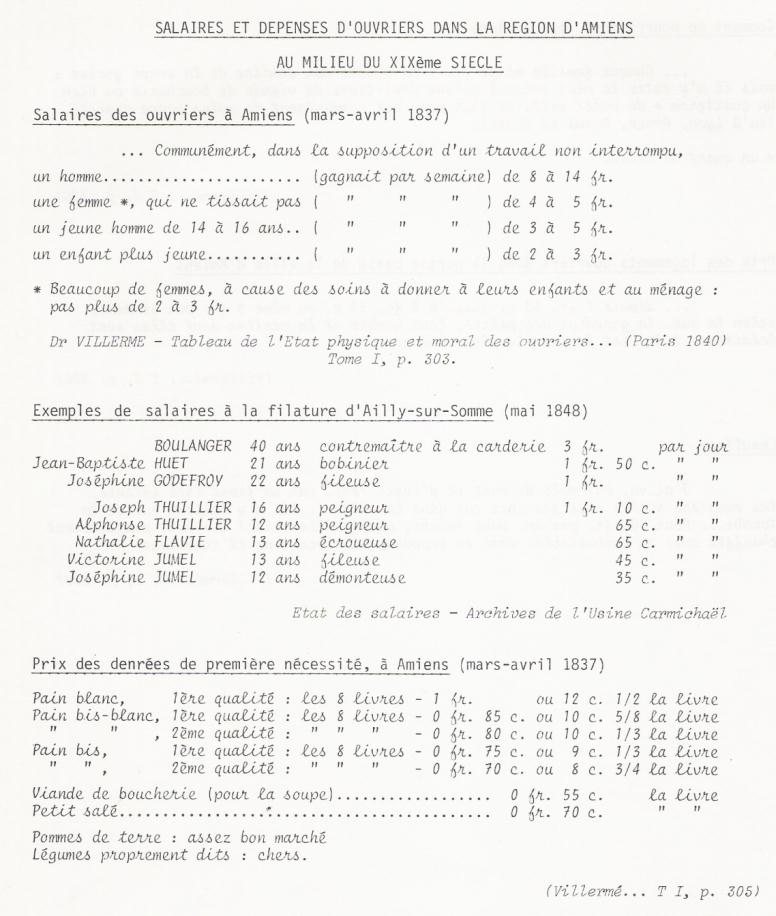 SALAIRES ET DEPENSES D'OUVRIERS DANS LA REGION D'AMIENS
AU MILIEU DU XIXème SIECLE
Salaires des ouvriers à Amiens (mars-avril 1837)
... Communément, dans la supposition d'un travail non interrompu,
un homme....................... (gagnait par semaine) de 8 à 14 fr.
une femme *, qui ne tissait pas ( " " " ) de 4 à 5 fr.
un jeune homme de 14 à 16 ans.. ( " " " ) de 3 à 5 fr.
un enfant plus jeune........... ( " " " ) de 2 à 3 fr.
* Beaucoup de femmes, à cause des soins à donner à leurs enfants et au ménage :
pas plus de 2 à 3 fr.
Dr VILLERME - Tableau de l'Etat physique et moral des ouvriers... (Paris 1840)
Tome I, p. 303.
Exemples de salaires à la filature d'Ailly-sur-Somme (mai 1848)
BOULANGER 40 ans contremaître à la carderie 3 fr. par jour
Jean-Baptiste HUET 21 ans bobinier 1 fr. 50 c. " "
Joséphine GODEFROY 22 ans fileuse 1 fr. " "
Joseph THUILLIER 16 ans peigneur 1 fr. 10 c. " "
Alphonse THUILLIER 12 ans peigneur 65 c. " "
Nathalie FLAVIE 13 ans écroueuse 65 c. " "
Victorine JUMEL 13 ans fileuse 45 c. " "
Joséphine JUMEL 12 ans démonteuse 35 c. " "
Etat des salaires - Archives de l'Usine Carmichaël
Prix des denrées de première nécessité, à Amiens (mars-avril 1837)
Pain blanc, 1ère qualité : les 8 livres - 1 fr. ou 12 c. 1/2 la livre
Pain bis-blanc, 1ère qualité : les 8 livres - 0 fr. 85 c. ou 10 c. 5/8 la livre
" " , 2ème qualité : " " " - 0 fr. 80 c. ou 10 c. 1/3 la livre
Pain bis, 1ère qualité : les 8 livres - 0 fr. 75 c. ou 9 c. 1/3 la livre
" " , 2ème qualité : " " " - 0 fr. 70 c. ou 8 c. 3/4 la livre
Viande de boucherie (pour la soupe).................. 0 fr. 55 c. la livre
Petit salé........................................... 0 fr. 70 c. " "
Pommes de terre : assez bon marché
Légumes proprement dits : chers.
(Villermé... T I, p. 305)